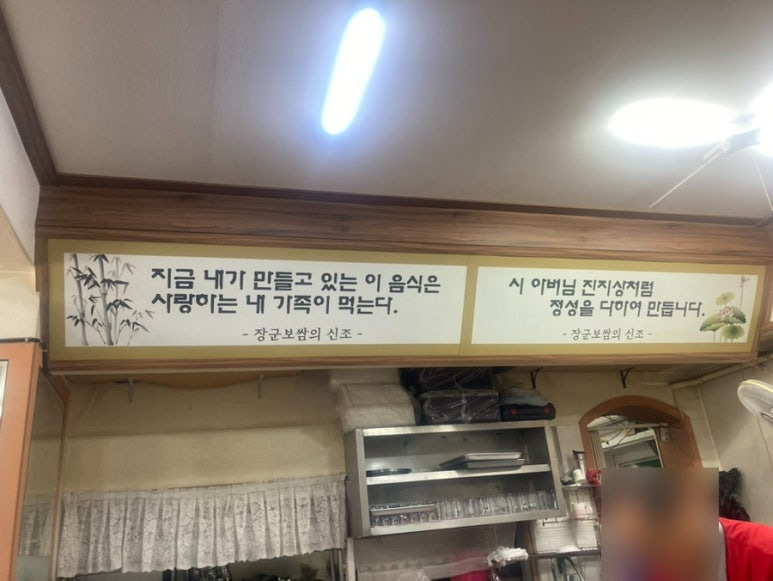 지금 내가 만들고 있는 이 음식은
사랑하는 내 가족이 먹는다.
- 장군보쌈의 신조 -
시 아버님 진지상처럼
정성을 다하여 만듭니다.
- 장군보쌈의 신조 -